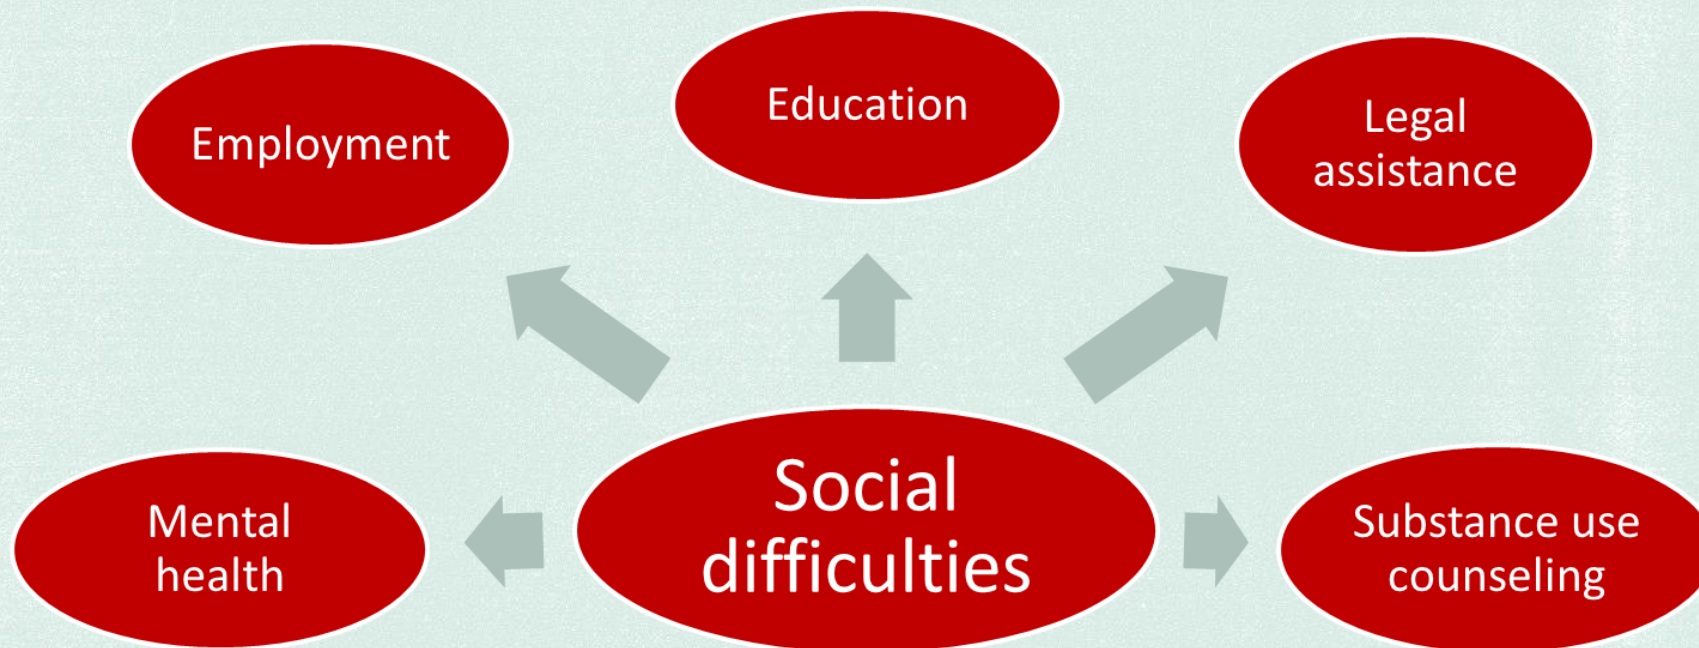 Employment
Education
Legal
assistance
Mental
health
Social
difficulties
Substance use
counseling